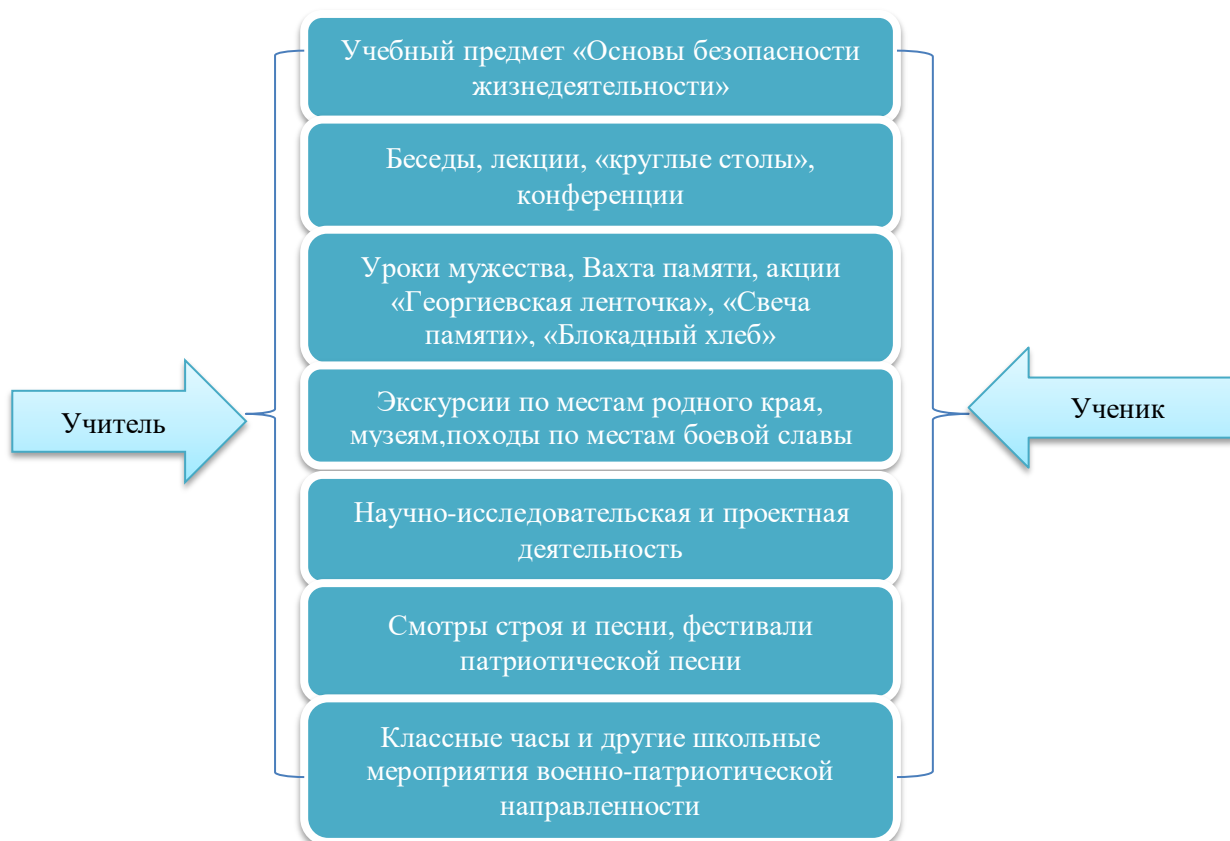 Учебный предмет «Основы безопасности
жизнедеятельности»
Беседы, лекции, «круглые столы»,
конференции
Уроки мужества, Вахта памяти, акции
«Георгиевская ленточка», «Свеча
памяти», «Блокадный хлеб»
Учитель
Экскурсии по местам родного края,
музеям,походы по местам боевой славы
Ученик
Научно-исследовательская и проектная
деятельность
Смотры строя и песни, фестивали
патриотической песни
Классные часы и другие школьные
мероприятия военно-патриотической
направленности